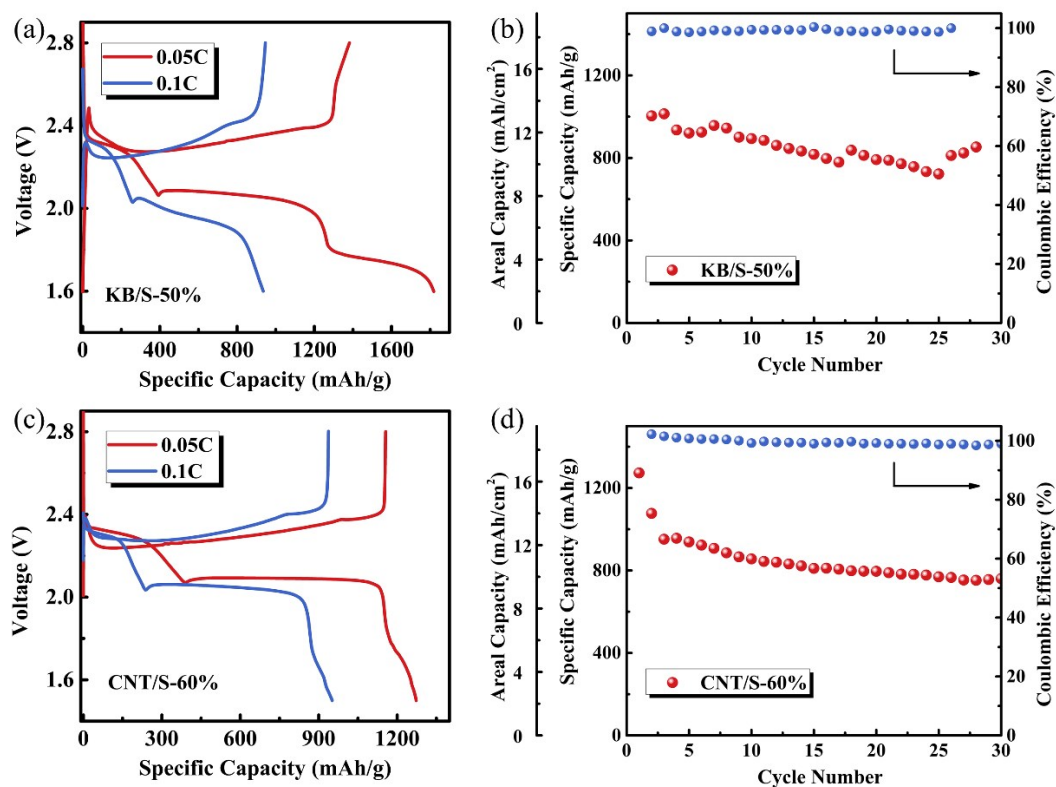 (a)
0.05C
0.1C
2.8
2.4
2.0
1.6
Voltage (V)
KB/S-50%
0 400 800 1200 1600
Specific Capacity (mAh/g)
(b)
16
12
8
4
0
Areal Capacity (mAh/cm²)
1400
1200
800
400
0
Specific Capacity (mAh/g)
KB/S-50%
100
80
60
40
20
0
Coulombic Efficiency (%)
0 5 10 15 20 25 30
Cycle Number
(c)
0.05C
0.1C
2.8
2.4
2.0
1.6
Voltage (V)
CNT/S-60%
0 300 600 900 1200
Specific Capacity (mAh/g)
(d)
16
12
8
4
0
Areal Capacity (mAh/cm²)
1400
1200
800
400
0
Specific Capacity (mAh/g)
CNT/S-60%
100
80
60
40
20
0
Coulombic Efficiency (%)
0 5 10 15 20 25 30
Cycle Number